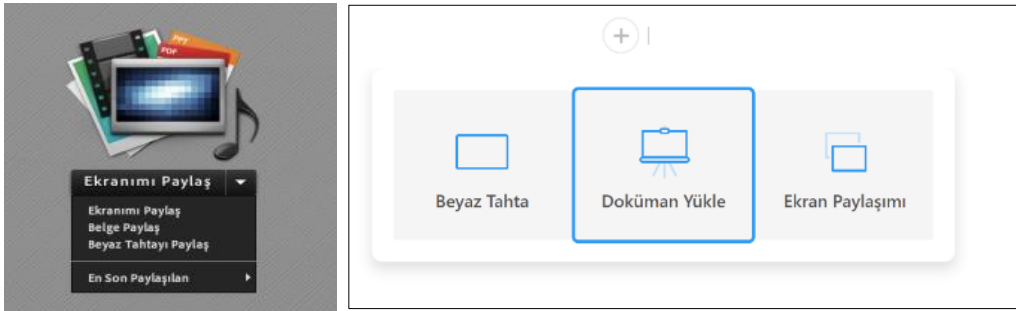 PPT
PDF
Ekranımı Paylaş
Ekranımı Paylaş
Belge Paylaş
Beyaz Tahtayı Paylaş
En Son Paylaşılan
Beyaz Tahta
Doküman Yükle
Ekran Paylaşımı